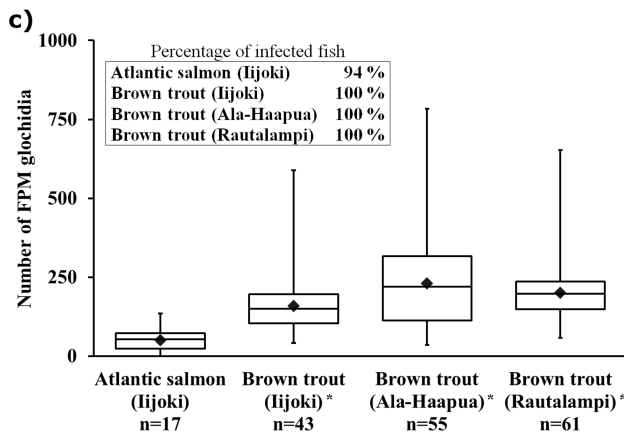 c)
Number of FPM glochidia
1000
750
500
250
0
Percentage of infected fish
Atlantic salmon (Iijoki) 94 %
Brown trout (Iijoki) 100 %
Brown trout (Ala-Haapua) 100 %
Brown trout (Rautalampi) 100 %
Atlantic salmon
(Iijoki)
n=17
Brown trout
(Iijoki) *
n=43
Brown trout
(Ala-Haapua) *
n=55
Brown trout
(Rautalampi) *
n=61